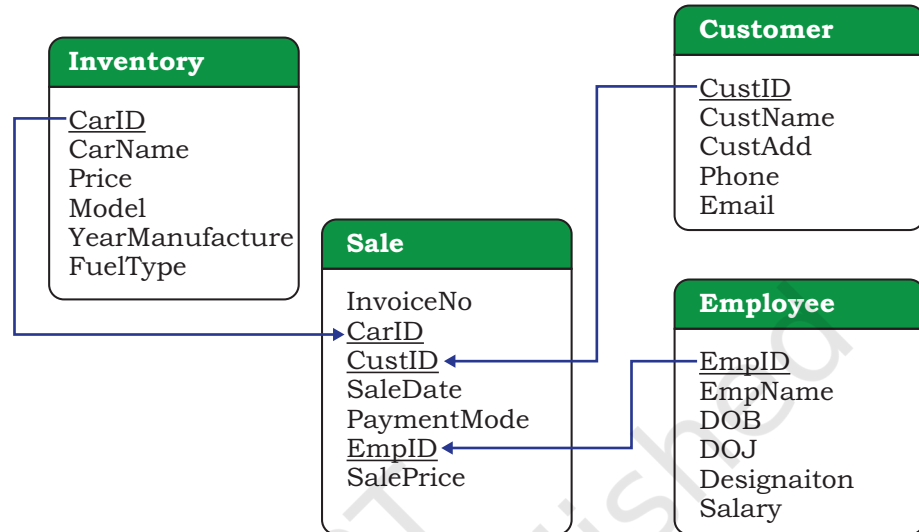 Inventory
CarID
CarName
Price
Model
YearManufacture
FuelType
Sale
InvoiceNo
CarID
CustID
SaleDate
PaymentMode
EmpID
SalePrice
Customer
CustID
CustName
CustAdd
Phone
Email
Employee
EmpID
EmpName
DOB
DOJ
Designaiton
Salary